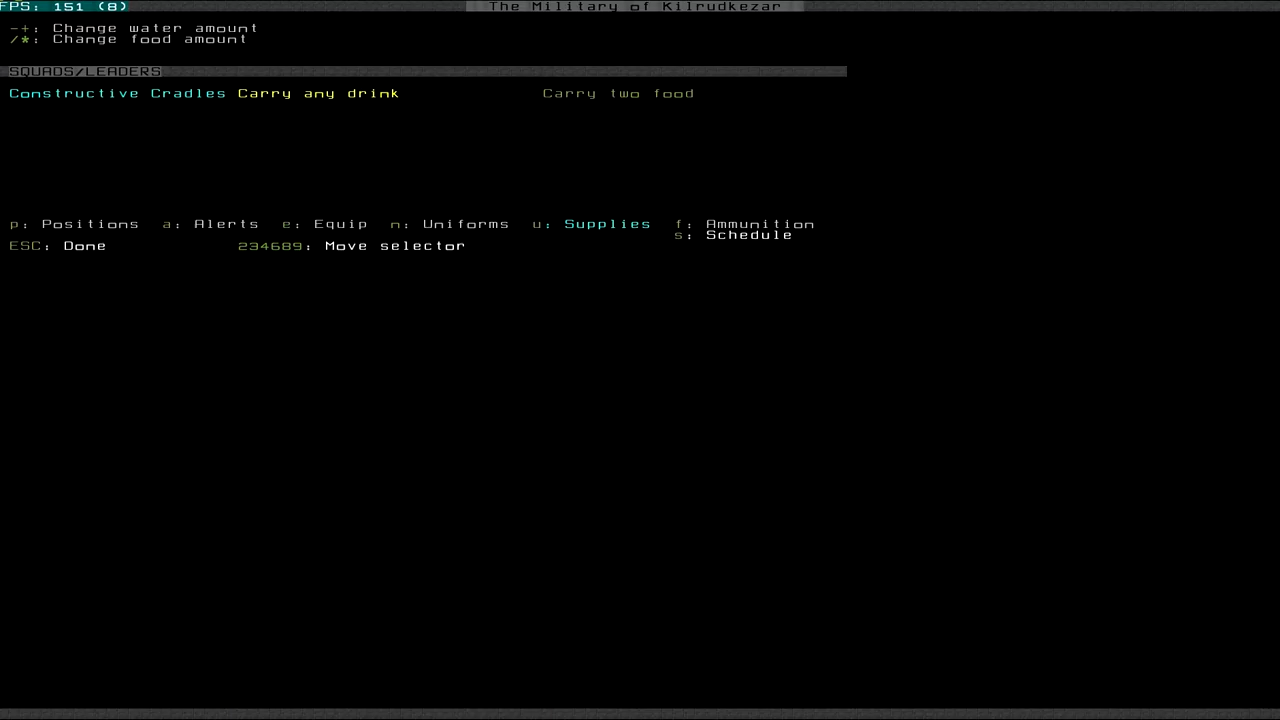 FPS: 151 (8) The Military of Kilrudkezar
-+: Change water amount
/*: Change food amount
SQUADS/LEADERS
Constructive Cradles Carry any drink Carry two food
p: Positions a: Alerts e: Equip n: Uniforms u: Supplies f: Ammunition
s: Schedule
ESC: Done 234689: Move selector